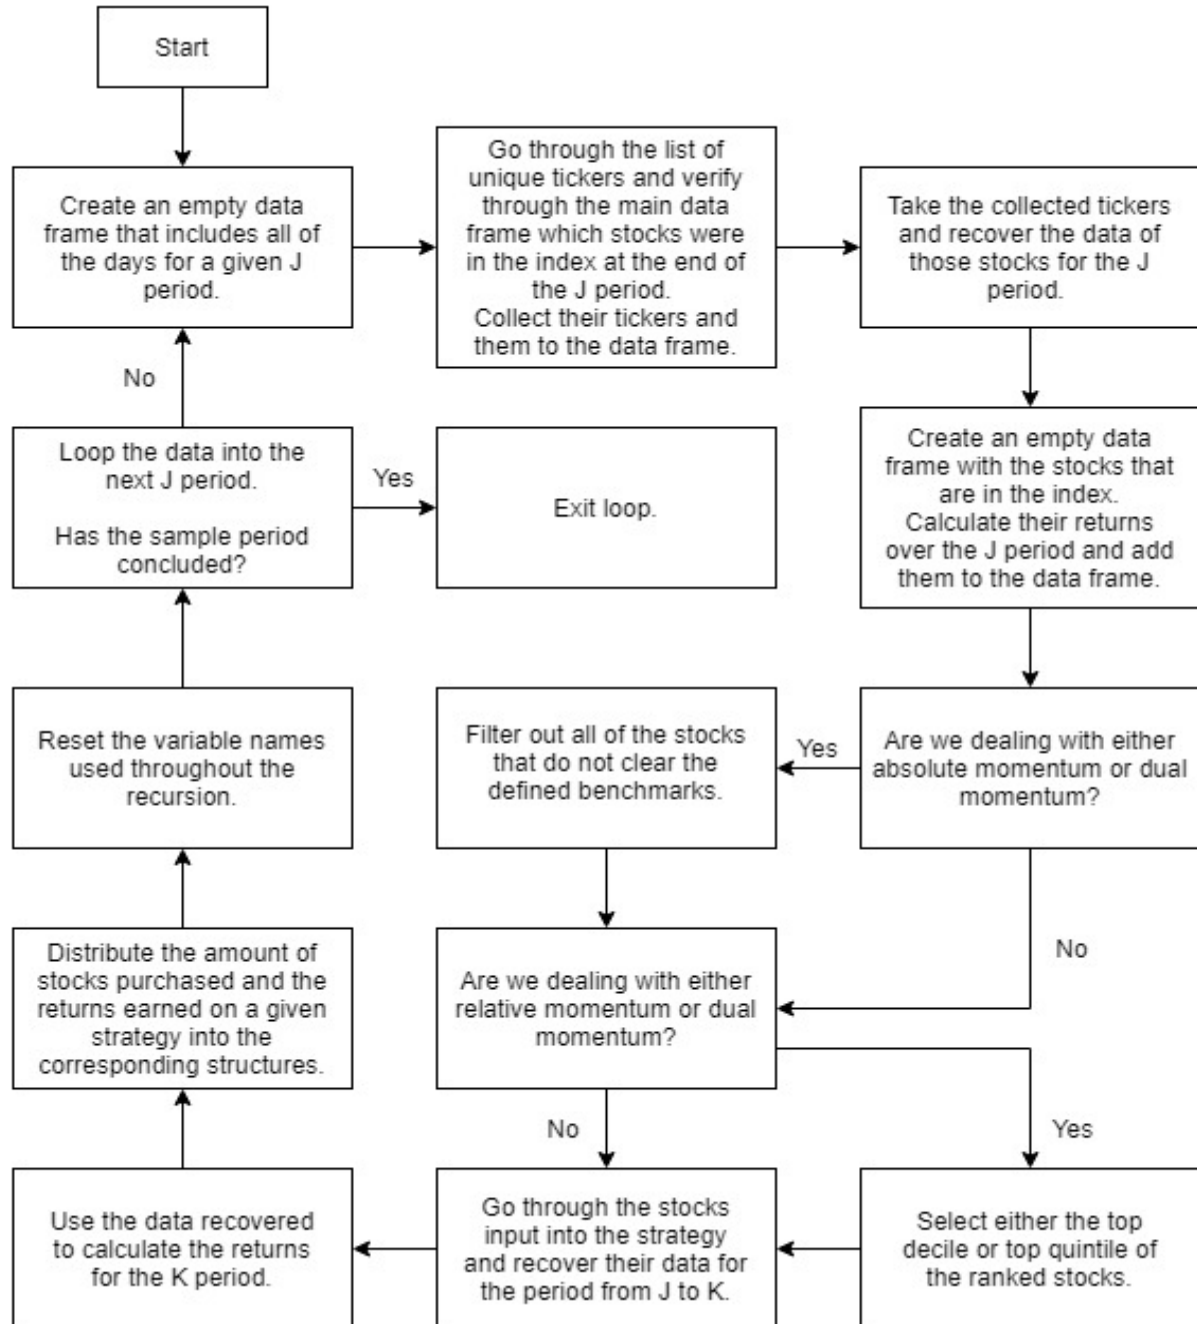 Start
Create an empty data
frame that includes all of
the days for a given J
period.
Go through the list of
unique tickers and verify
through the main data
frame which stocks were
in the index at the end of
the J period.
Collect their tickers and
them to the data frame.
Take the collected tickers
and recover the data of
those stocks for the J
period.
Create an empty data
frame with the stocks that
are in the index.
Calculate their returns
over the J period and add
them to the data frame.
Are we dealing with either
absolute momentum or dual
momentum?
Yes
No
Filter out all of the stocks
that do not clear the
defined benchmarks.
Are we dealing with either
relative momentum or dual
momentum?
Yes
No
Select either the top
decile or top quintile of
the ranked stocks.
Go through the stocks
input into the strategy
and recover their data for
the period from J to K.
Use the data recovered
to calculate the returns
for the K period.
Distribute the amount of
stocks purchased and the
returns earned on a given
strategy into the
corresponding structures.
Reset the variable names
used throughout the
recursion.
Loop the data into the
next J period.
Has the sample period
concluded?
No
Yes
Exit loop.